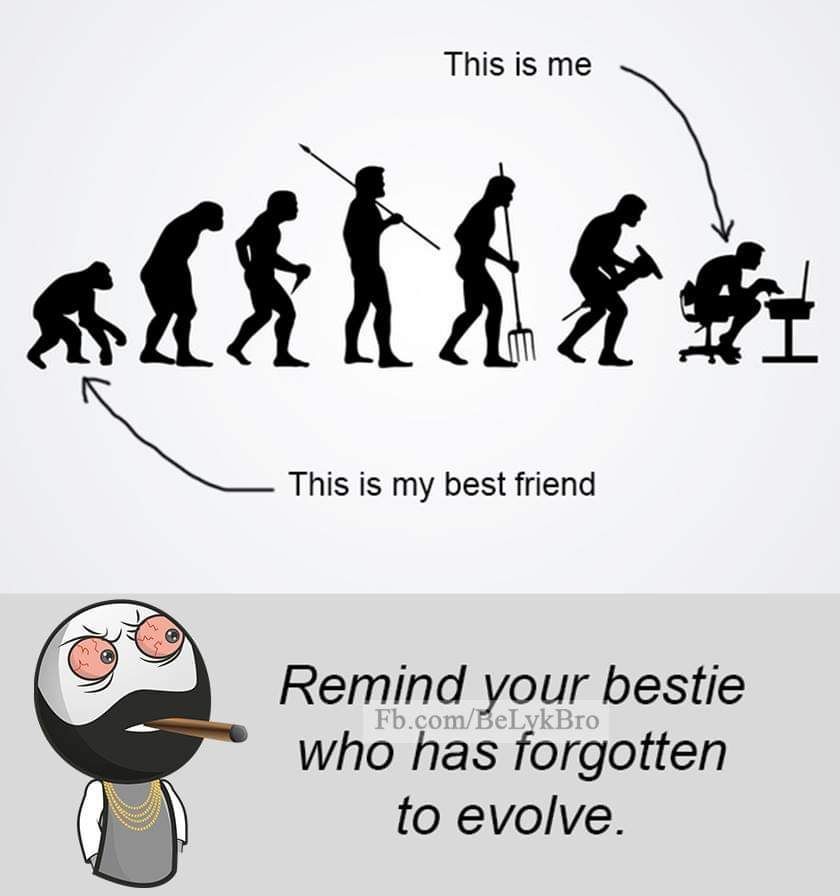 This is me
This is my best friend
Remind your bestie
Fb.com/BeLykBro
who has forgotten
to evolve.